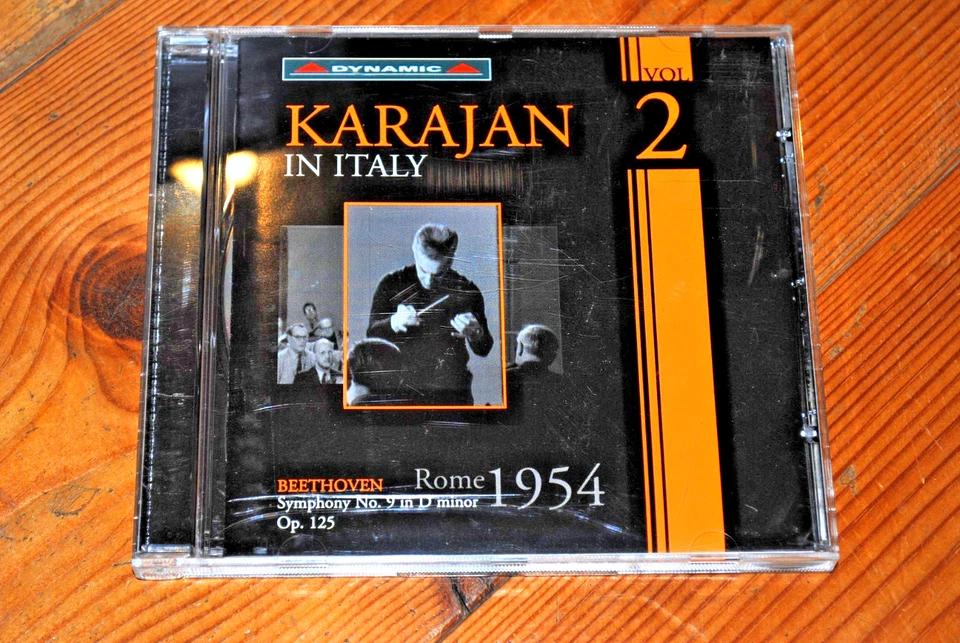 DYNAMIC
VOL
2
KARAJAN
IN ITALY
Rome 1954
BEETHOVEN
Symphony No. 9 in D minor
Op. 125